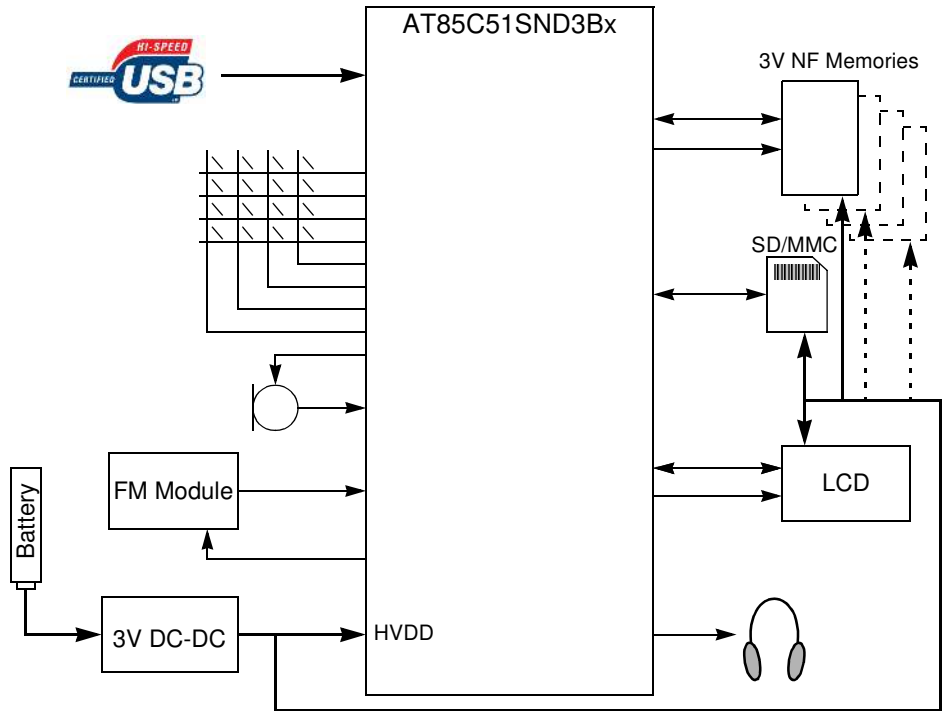 AT85C51SND3Bx
HI-SPEED
CERTIFIED
USB
3V NF Memories
SD/MMC
FM Module
LCD
Battery
3V DC-DC
HVDD